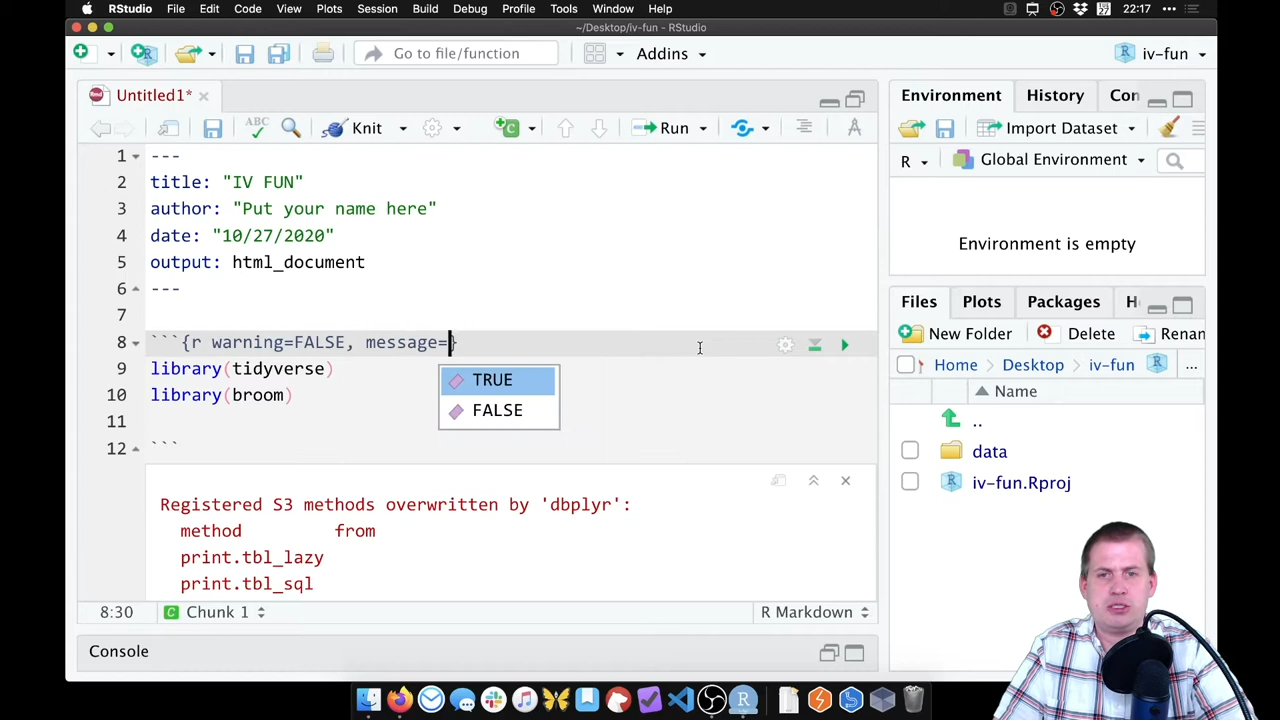 RStudio File Edit Code View Plots Session Build Debug Profile Tools Window Help 27 22:17
~/Desktop/iv-fun - RStudio
Go to file/function Addins iv-fun
Untitled1*
ABC Knit Run
1 ---
2 title: "IV FUN"
3 author: "Put your name here"
4 date: "10/27/2020"
5 output: html_document
6 ---
7
8 ```{r warning=FALSE, message=}
9 library(tidyverse)
10 library(broom)
11
12 ```
TRUE
FALSE
Registered S3 methods overwritten by 'dbplyr':
method from
print.tbl_lazy
print.tbl_sql
8:30 C Chunk 1 R Markdown
Console
Environment History Con
Import Dataset
R Global Environment
Environment is empty
Files Plots Packages H
New Folder Delete Renan
Home Desktop iv-fun ...
Name
..
data
iv-fun.Rproj